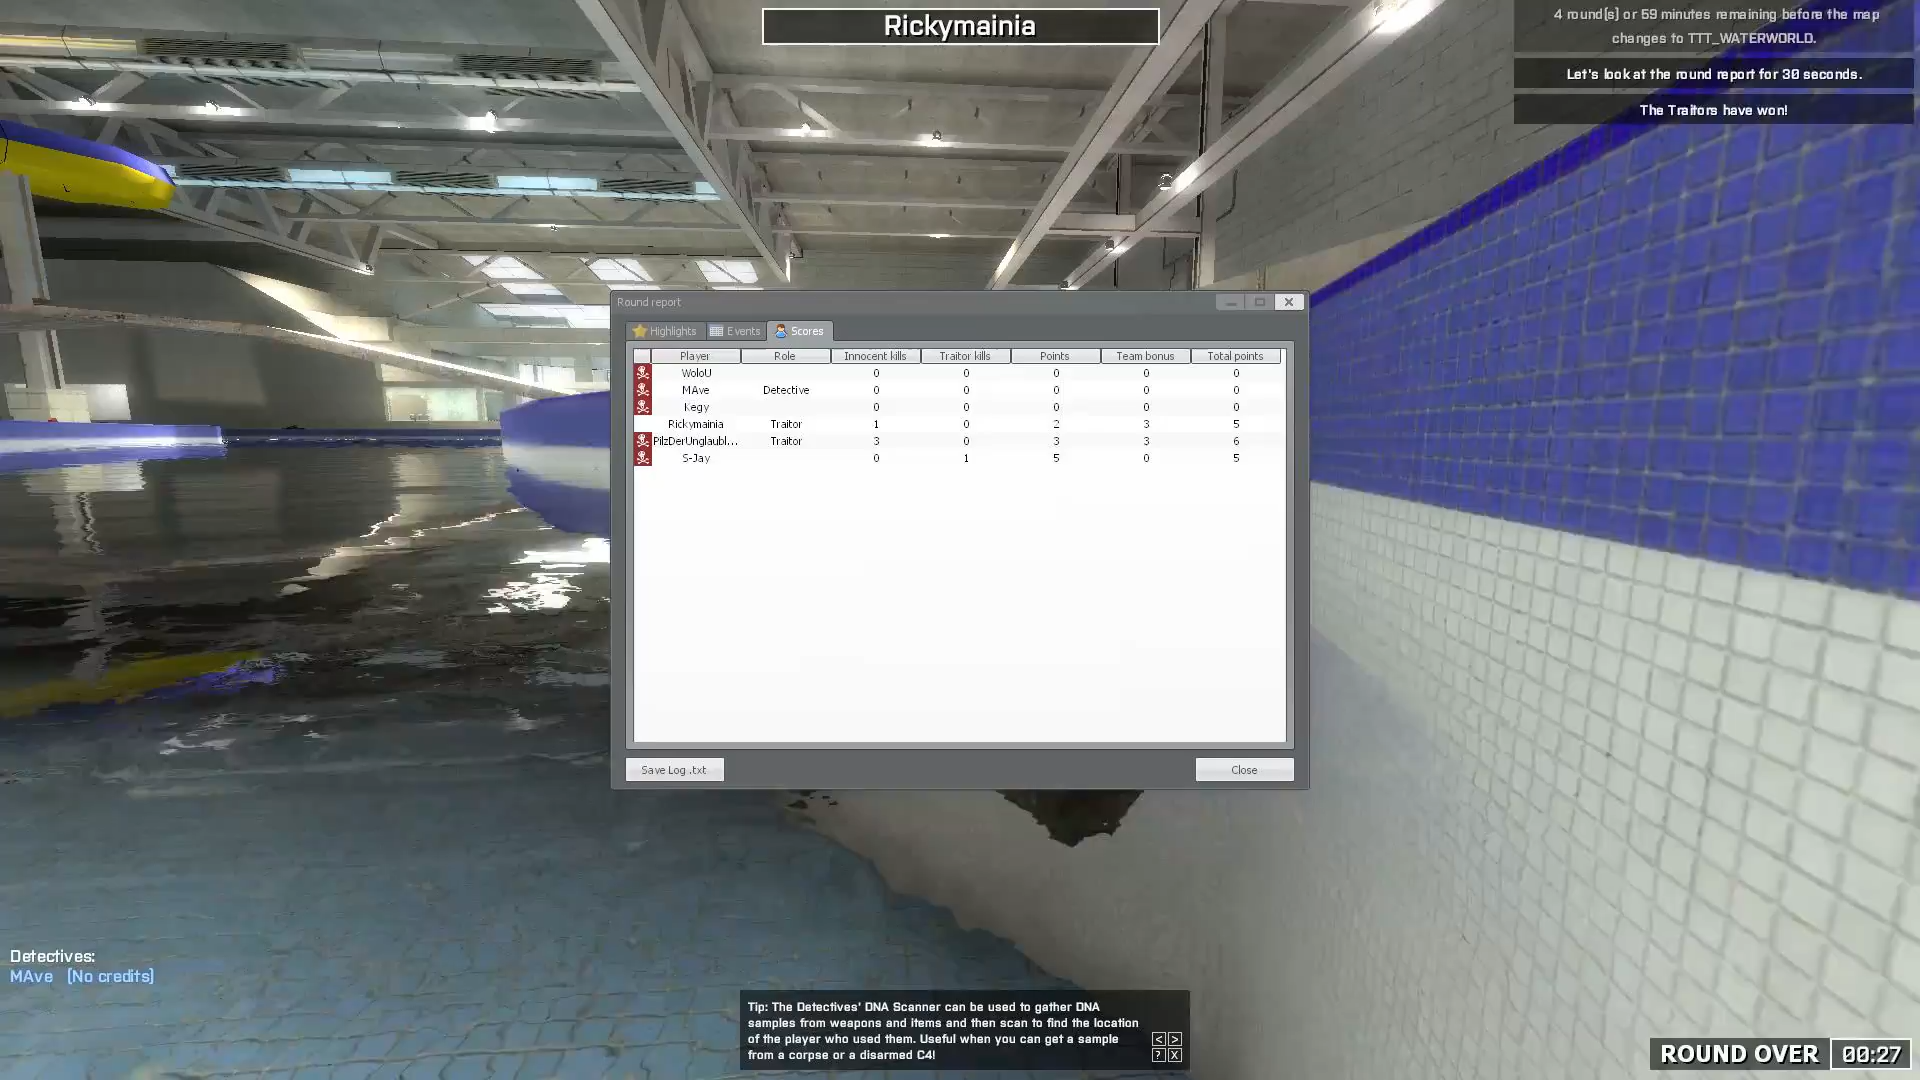 Rickymainia
4 round(s) or 59 minutes remaining before the map
changes to TTT_WATERWORLD.
Let's look at the round report for 30 seconds.
The Traitors have won!
Round report
Highlights Events Scores
Player Role Innocent kills Traitor kills Points Team bonus Total points
WoloU 0 0 0 0 0
MAve Detective 0 0 0 0 0
Kegy 0 0 0 0 0
Rickymainia Traitor 1 0 2 3 5
PilzDerUnglaubl... Traitor 3 0 3 3 6
S-Jay 0 1 5 0 5
Save Log .txt Close
Detectives:
MAve (No credits)
Tip: The Detectives' DNA Scanner can be used to gather DNA
samples from weapons and items and then scan to find the location
of the player who used them. Useful when you can get a sample
from a corpse or a disarmed C4!
< >
? X
ROUND OVER 00:27